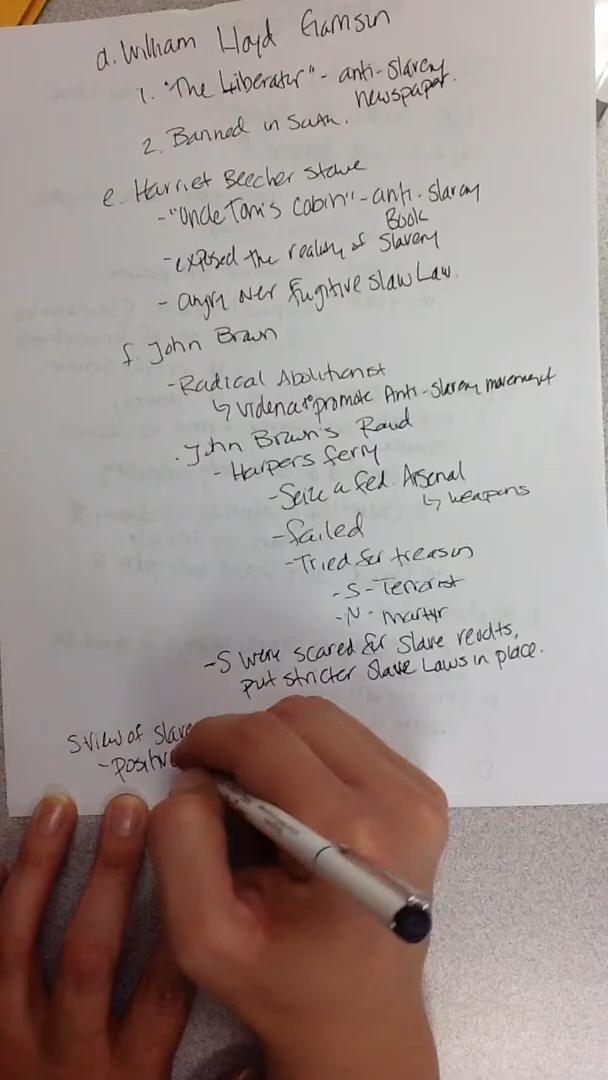 d. William Lloyd Garrison
1. "The Liberator" - anti-slavery
newspaper.
2. Banned in South.
e. Harriet Beecher Stowe
- "Uncle Tom's Cabin" - anti-slavery
Book
- exposed the reality of slavery
- angry over Fugitive Slave Law.
f. John Brown
- Radical Abolitionist
↳ violence to promote Anti-slavery movement
. John Brown's Raid
- Harpers ferry
- Seize a fed. Arsenal
↳ weapons
- failed
- Tried for treason
- S - Terrorist
- N - martyr
- S were scared for slave revolts,
put stricter Slave Laws in place.
S view of slave
- positive